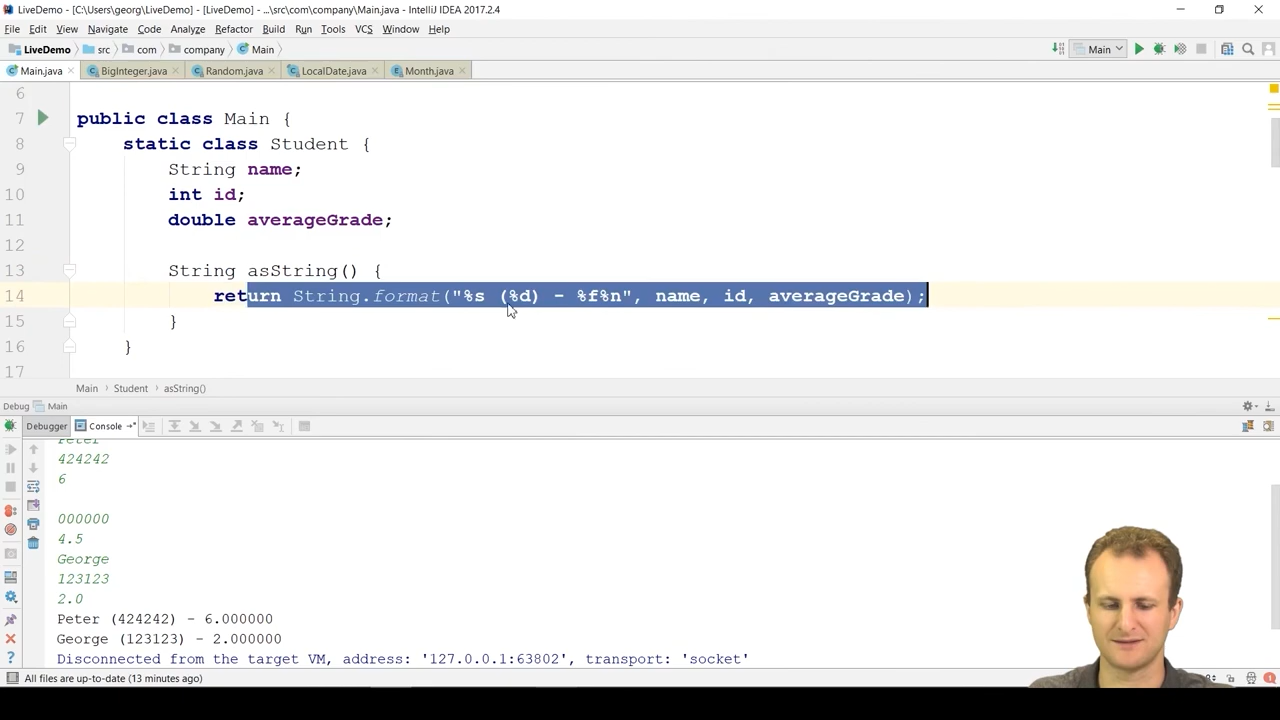 LiveDemo - [C:\Users\georg\LiveDemo] - [LiveDemo] - ...\src\com\company\Main.java - IntelliJ IDEA 2017.2.4
File Edit View Navigate Code Analyze Refactor Build Run Tools VCS Window Help
LiveDemo src com company Main Main
Main.java BigInteger.java Random.java LocalDate.java Month.java
6
7 public class Main {
8 static class Student {
9 String name;
10 int id;
11 double averageGrade;
12
13 String asString() {
14 return String.format("%s (%d) - %f%n", name, id, averageGrade);
15 }
16 }
17
Main Student asString()
Debug Main
Debugger Console
Peter
424242
6
000000
4.5
George
123123
2.0
Peter (424242) - 6.000000
George (123123) - 2.000000
Disconnected from the target VM, address: '127.0.0.1:63802', transport: 'socket'
All files are up-to-date (13 minutes ago)